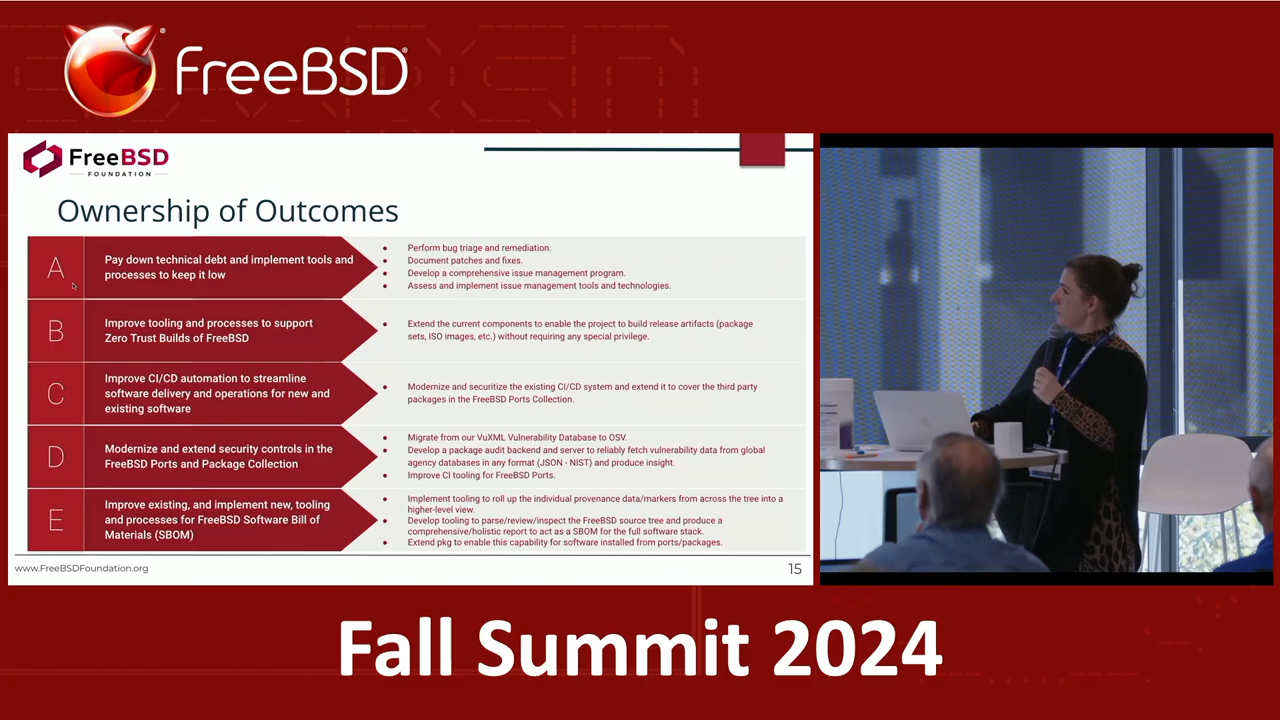 FreeBSD®
FreeBSD
FOUNDATION
Ownership of Outcomes
A
Pay down technical debt and implement tools and
processes to keep it low
• Perform bug triage and remediation.
• Document patches and fixes.
• Develop a comprehensive issue management program.
• Assess and implement issue management tools and technologies.
B
Improve tooling and processes to support
Zero Trust Builds of FreeBSD
• Extend the current components to enable the project to build release artifacts (package
sets, ISO images, etc.) without requiring any special privilege.
C
Improve CI/CD automation to streamline
software delivery and operations for new and
existing software
• Modernize and securitize the existing CI/CD system and extend it to cover the third party
packages in the FreeBSD Ports Collection.
D
Modernize and extend security controls in the
FreeBSD Ports and Package Collection
• Migrate from our VuXML Vulnerability Database to OSV.
• Develop a package audit backend and server to reliably fetch vulnerability data from global
agency databases in any format (JSON - NIST) and produce insight.
• Improve CI tooling for FreeBSD Ports.
E
Improve existing, and implement new, tooling
and processes for FreeBSD Software Bill of
Materials (SBOM)
• Implement tooling to roll up the individual provenance data/markers from across the tree into a
higher-level view.
• Develop tooling to parse/review/inspect the FreeBSD source tree and produce a
comprehensive/holistic report to act as a SBOM for the full software stack.
• Extend pkg to enable this capability for software installed from ports/packages.
www.FreeBSDFoundation.org
15
Fall Summit 2024